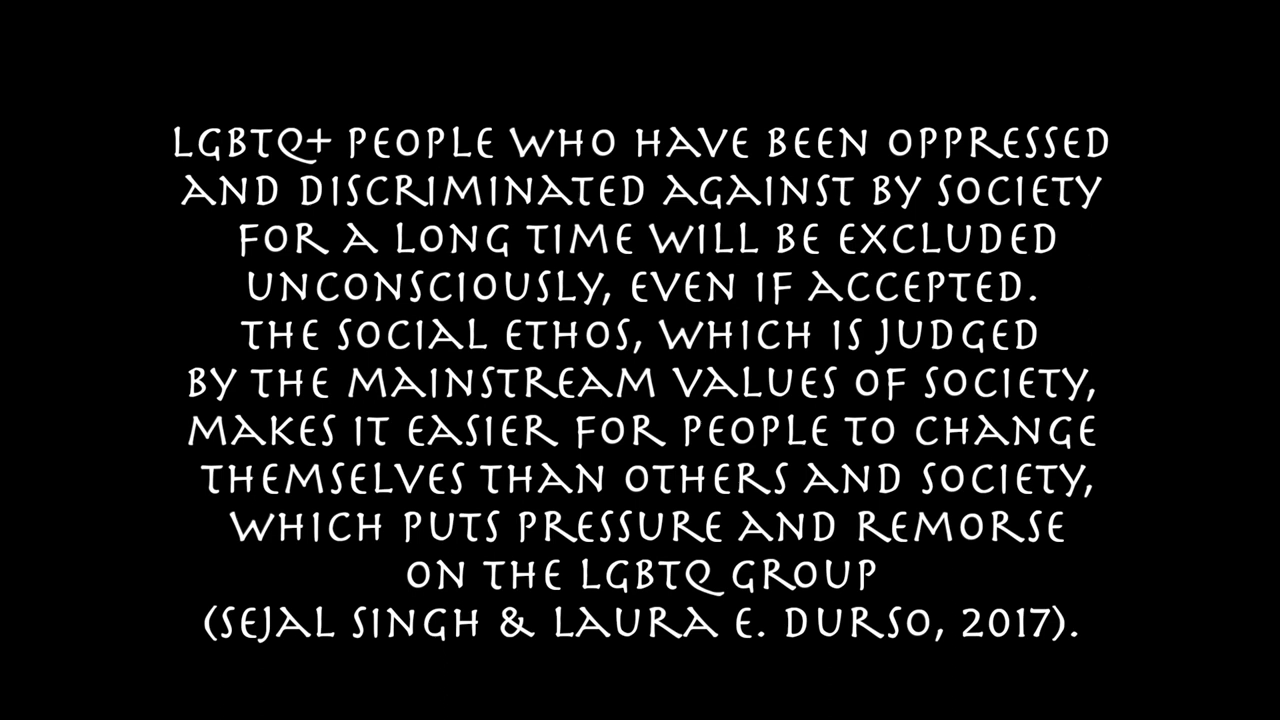 LGBTQ+ PEOPLE WHO HAVE BEEN OPPRESSED
AND DISCRIMINATED AGAINST BY SOCIETY
FOR A LONG TIME WILL BE EXCLUDED
UNCONSCIOUSLY, EVEN IF ACCEPTED.
THE SOCIAL ETHOS, WHICH IS JUDGED
BY THE MAINSTREAM VALUES OF SOCIETY,
MAKES IT EASIER FOR PEOPLE TO CHANGE
THEMSELVES THAN OTHERS AND SOCIETY,
WHICH PUTS PRESSURE AND REMORSE
ON THE LGBTQ GROUP
(SEJAL SINGH & LAURA E. DURSO, 2017).